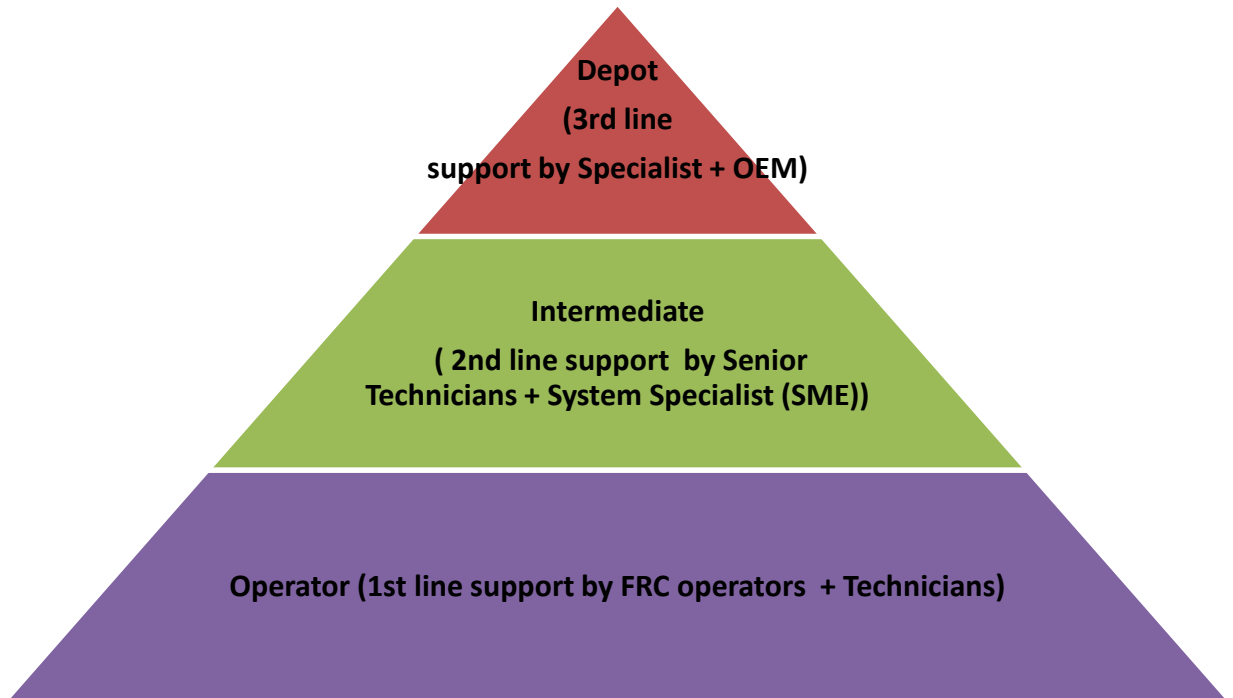 Depot
(3rd line
support by Specialist + OEM)
Intermediate
( 2nd line support  by Senior
Technicians + System Specialist (SME))
Operator (1st line support by FRC operators  + Technicians)